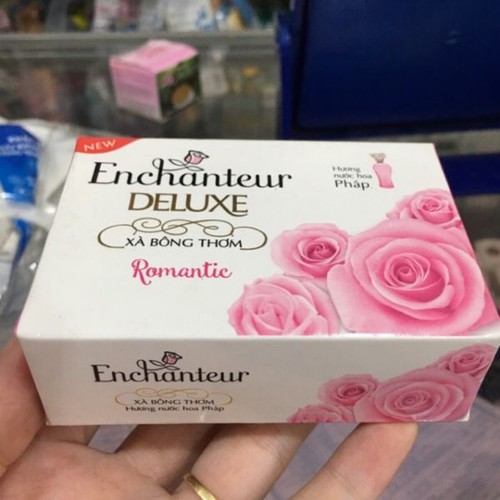 NEW
Enchanteur
DELUXE
XÀ BÔNG THƠM
Romantic
Hương
nước hoa
Pháp
Enchanteur
XÀ BÔNG THƠM
Hương nước hoa Pháp